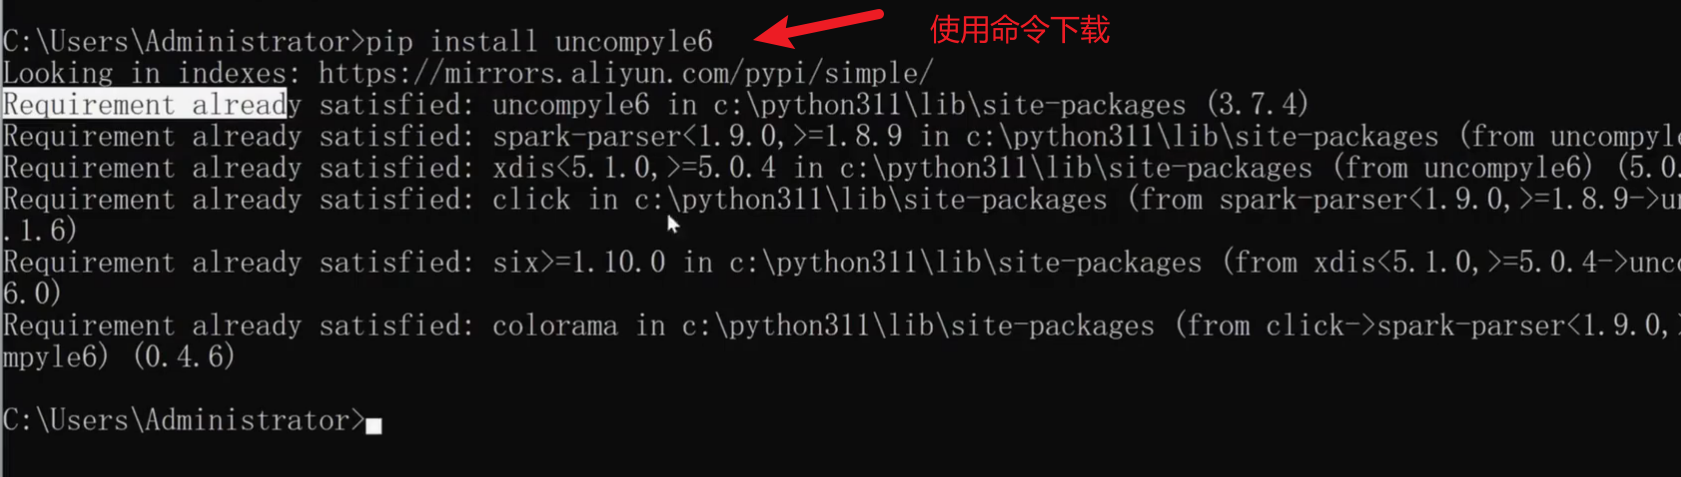 C:\Users\Administrator>pip install uncompyle6
使用命令下载
Looking in indexes: https://mirrors.aliyun.com/pypi/simple/
Requirement already satisfied: uncompyle6 in c:\python311\lib\site-packages (3.7.4)
Requirement already satisfied: spark-parser<1.9.0,>=1.8.9 in c:\python311\lib\site-packages (from uncompyle
Requirement already satisfied: xdis<5.1.0,>=5.0.4 in c:\python311\lib\site-packages (from uncompyle6) (5.0.
Requirement already satisfied: click in c:\python311\lib\site-packages (from spark-parser<1.9.0,>=1.8.9->un
.1.6)
Requirement already satisfied: six>=1.10.0 in c:\python311\lib\site-packages (from xdis<5.1.0,>=5.0.4->unco
6.0)
Requirement already satisfied: colorama in c:\python311\lib\site-packages (from click->spark-parser<1.9.0,>
mpyle6) (0.4.6)
C:\Users\Administrator>